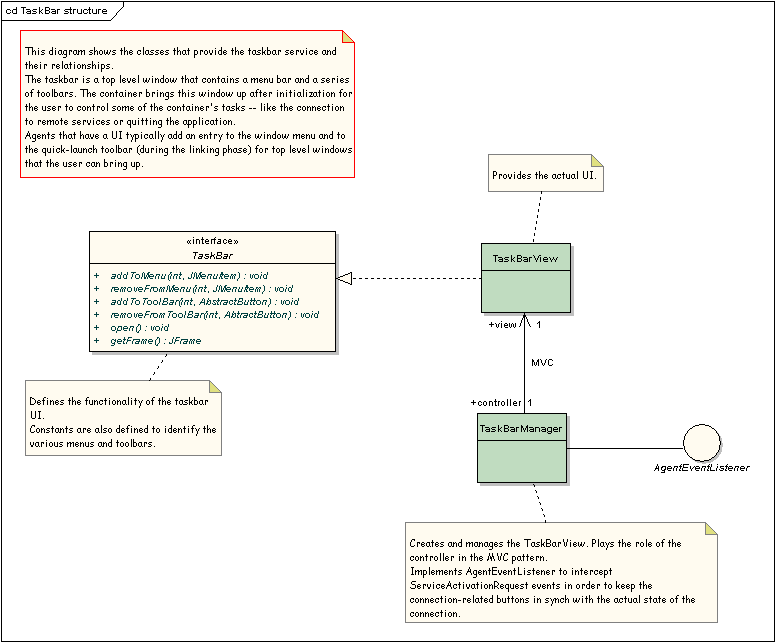 cd TaskBar structure
This diagram shows the classes that provide the taskbar service and
their relationships.
The taskbar is a top level window that contains a menu bar and a series
of toolbars. The container brings this window up after initialization for
the user to control some of the container's tasks -- like the connection
to remote services or quitting the application.
Agents that have a UI typically add an entry to the window menu and to
the quick-launch toolbar (during the linking phase) for top level windows
that the user can bring up.
Provides the actual UI.
«interface»
TaskBar
+ addToMenu(int, JMenuItem) : void
+ removeFromMenu(int, JMenuItem) : void
+ addToToolBar(int, AbstractButton) : void
+ removeFromToolBar(int, AbtractButton) : void
+ open() : void
+ getFrame() : JFrame
TaskBarView
+view 1
MVC
+controller 1
Defines the functionality of the taskbar
UI.
Constants are also defined to identify the
various menus and toolbars.
TaskBarManager
AgentEventListener
Creates and manages the TaskBarView. Plays the role of the
controller in the MVC pattern.
Implements AgentEventListener to intercept
ServiceActivationRequest events in order to keep the
connection-related buttons in synch with the actual state of the
connection.